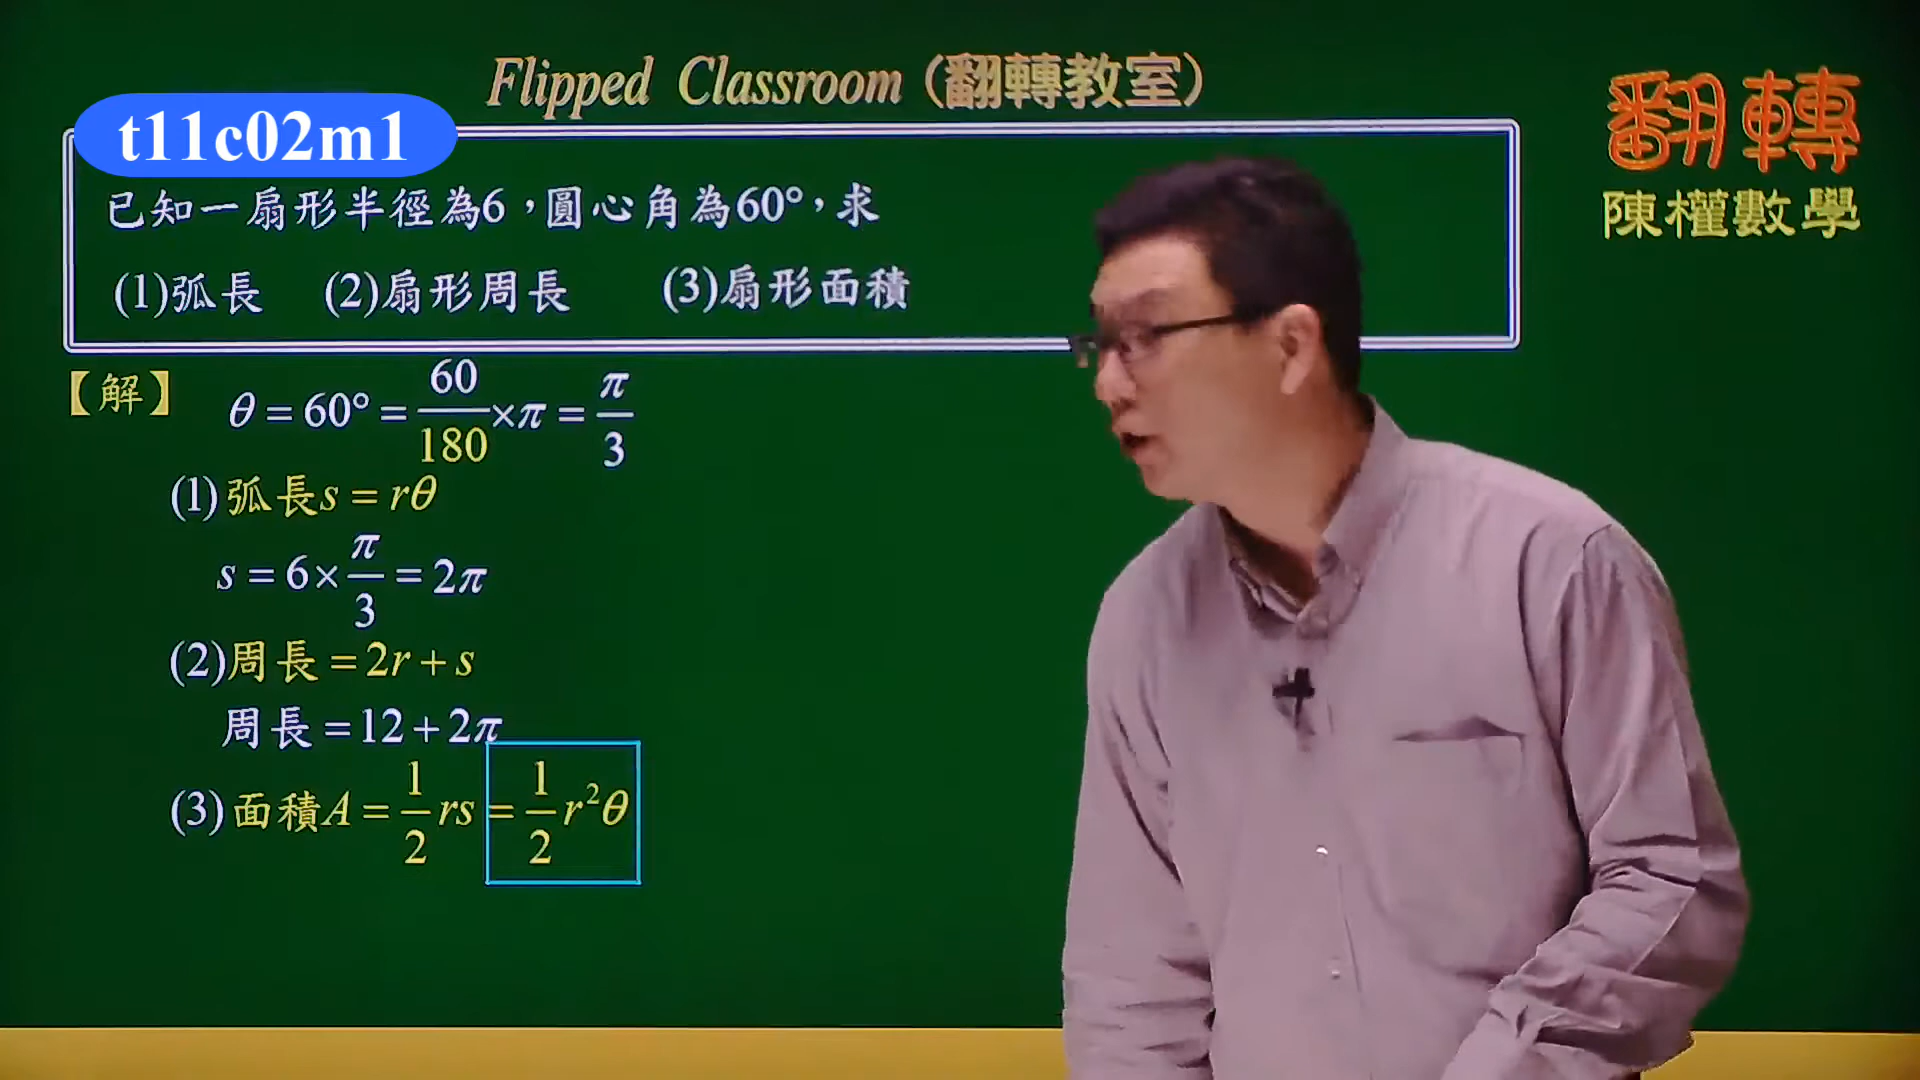 Flipped Classroom (翻轉教室)
翻轉
陳權數學
t11c02m1
已知一扇形半徑為6，圓心角為60°，求
(1)弧長 (2)扇形周長 (3)扇形面積
【解】 θ = 60° = 60/180 × π = π/3
(1) 弧長s = rθ
s = 6 × π/3 = 2π
(2)周長 = 2r + s
周長 = 12 + 2π
(3) 面積A = 1/2 rs = 1/2 r²θ